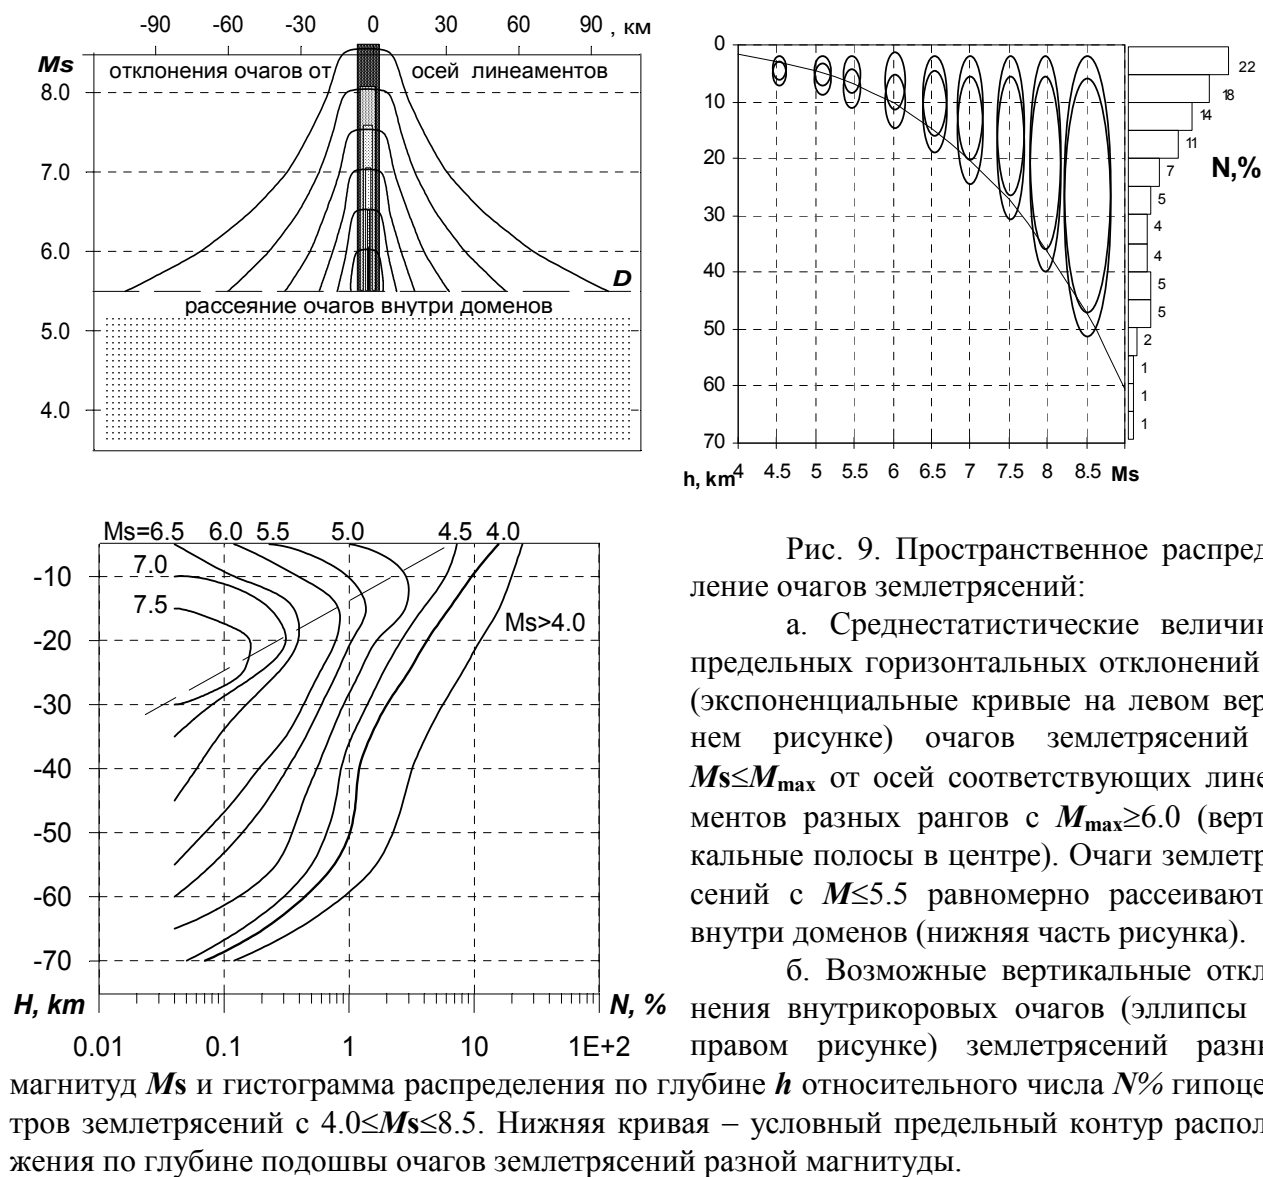 -90 -60 -30 0 30 60 90 , км
Ms
отклонения очагов от осей линеаментов
8.0
7.0
6.0
D
рассеяние очагов внутри доменов
5.0
4.0
0
10
20
30
40
50
60
70
h, km
4 4.5 5 5.5 6 6.5 7 7.5 8 8.5 Ms
22
18
14
11
7
N,%
5
4
4
5
5
2
1
1
1
Ms=6.5 6.0 5.5 5.0 4.5 4.0
7.0
7.5
Ms>4.0
-10
-20
-30
-40
-50
-60
-70
H, km
N, %
0.01 0.1 1 10 1E+2
Рис. 9. Пространственное распред
ление очагов землетрясений:
а. Среднестатистические величин
предельных горизонтальных отклонений
(экспоненциальные кривые на левом вер
нем рисунке) очагов землетрясений
Ms≤Mmax от осей соответствующих лине
ментов разных рангов с Mmax≥6.0 (верт
кальные полосы в центре). Очаги землетр
сений с M≤5.5 равномерно рассеивают
внутри доменов (нижняя часть рисунка).
б. Возможные вертикальные откл
нения внутрикоровых очагов (эллипсы
правом рисунке) землетрясений разн
магнитуд Ms и гистограмма распределения по глубине h относительного числа N% гипоце
тров землетрясений с 4.0≤Ms≤8.5. Нижняя кривая – условный предельный контур распол
жения по глубине подошвы очагов землетрясений разной магнитуды.